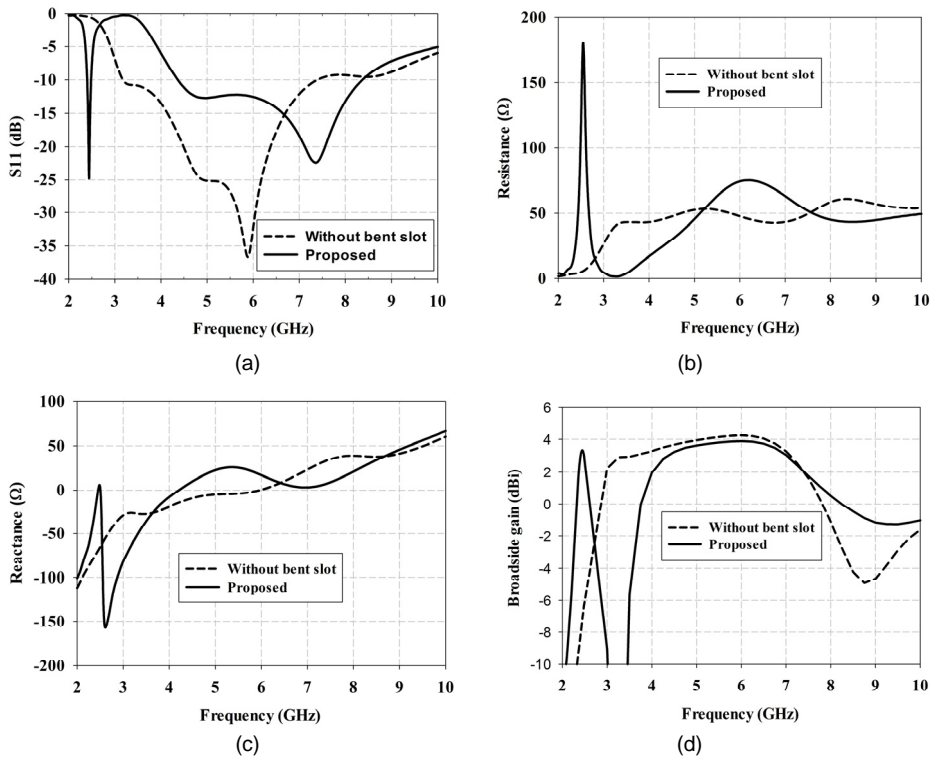 0
-5
-10
-15
-20
-25
-30
-35
-40
S11 (dB)
Without bent slot
Proposed
2 3 4 5 6 7 8 9 10
Frequency (GHz)
(a)
200
150
100
50
0
Resistance (Ω)
Without bent slot
Proposed
2 3 4 5 6 7 8 9 10
Frequency (GHz)
(b)
100
50
0
-50
-100
-150
-200
Reactance (Ω)
Without bent slot
Proposed
2 3 4 5 6 7 8 9 10
Frequency (GHz)
(c)
6
4
2
0
-2
-4
-6
-8
-10
Broadside gain (dBi)
Without bent slot
Proposed
2 3 4 5 6 7 8 9 10
Frequency (GHz)
(d)